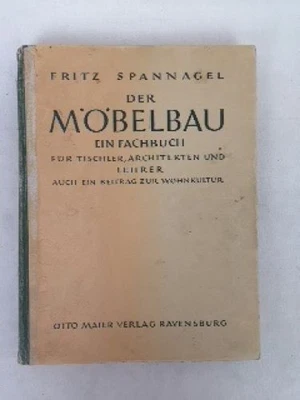 FRITZ SPANNAGEL
DER
MÖBELBAU
EIN FACHBUCH
FÜR TISCHLER, ARCHITEKTEN UND
LEHRER
AUCH EIN BEITRAG ZUR WOHNKULTUR
OTTO MAIER VERLAG RAVENSBURG